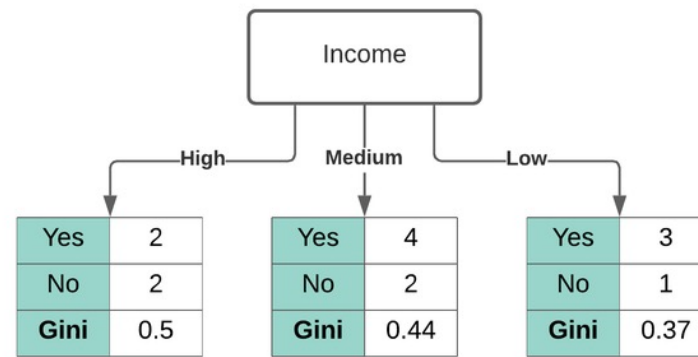 Income
High Medium Low
Yes 2 Yes 4 Yes 3
No 2 No 2 No 1
Gini 0.5 Gini 0.44 Gini 0.37